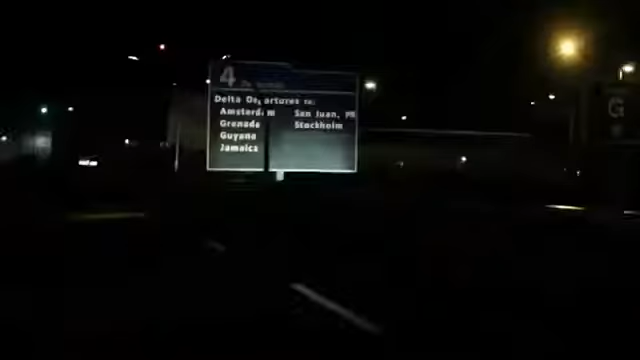 4
Delta Departures to:
Amsterdam
Grenada
Guyana
Jamaica
San Juan, PR
Stockholm
G